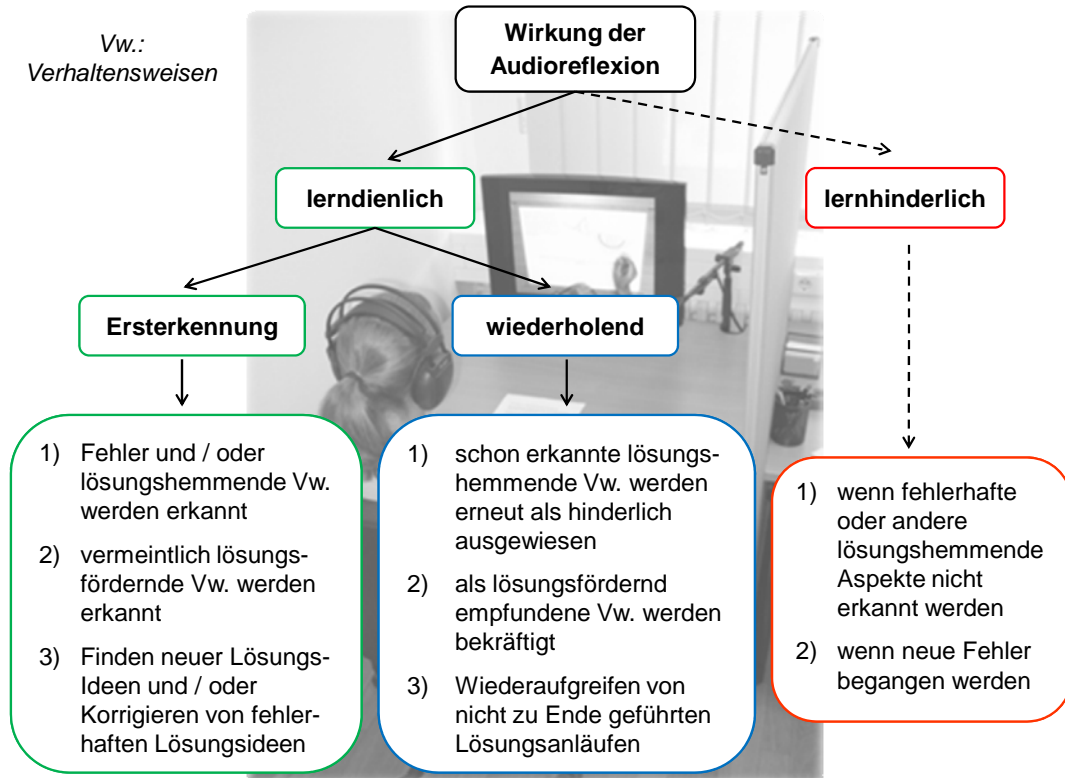 Vw.:
Verhaltensweisen
Wirkung der
Audioreflexion
lerndienlich
lernhinderlich
Ersterkennung
wiederholend
1) Fehler und / oder
lösungshemmende Vw.
werden erkannt
2) vermeintlich lösungs-
fördernde Vw. werden
erkannt
3) Finden neuer Lösungs-
Ideen und / oder
Korrigieren von fehler-
haften Lösungsideen
1) schon erkannte lösungs-
hemmende Vw. werden
erneut als hinderlich
ausgewiesen
2) als lösungsfördernd
empfundene Vw. werden
bekräftigt
3) Wiederaufgreifen von
nicht zu Ende geführten
Lösungsanläufen
1) wenn fehlerhafte
oder andere
lösungshemmende
Aspekte nicht
erkannt werden
2) wenn neue Fehler
begangen werden